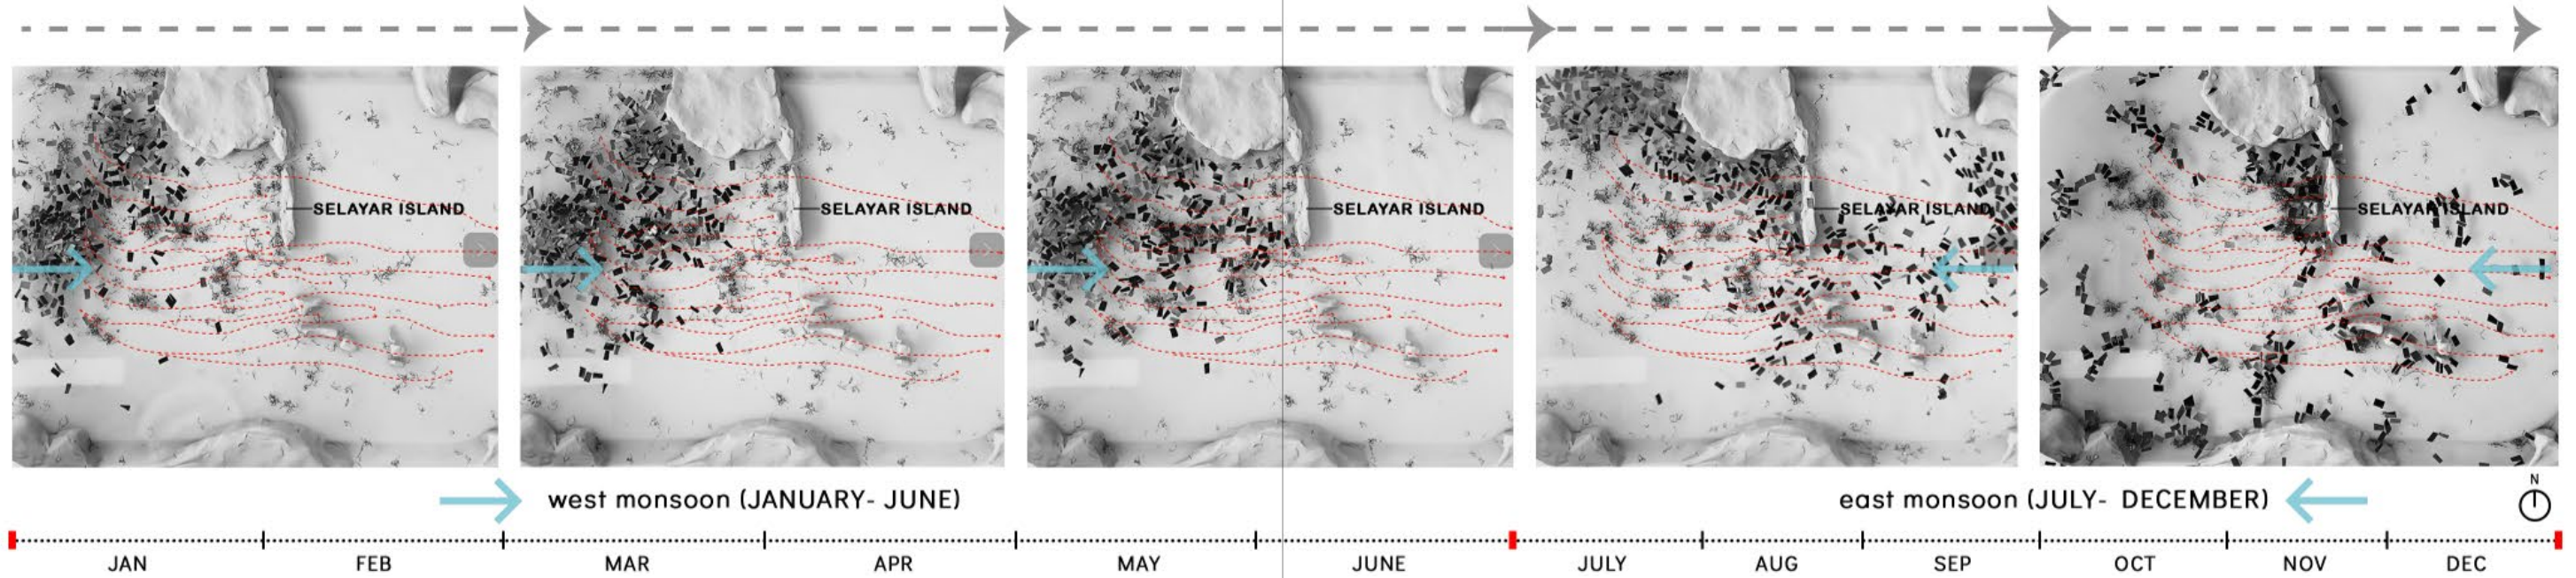 SELAYAR ISLAND
SELAYAR ISLAND
SELAYAR ISLAND
SELAYAR ISLAND
SELAYAR ISLAND
west monsoon (JANUARY- JUNE)
east monsoon (JULY- DECEMBER)
N
JAN FEB MAR APR MAY JUNE JULY AUG SEP OCT NOV DEC